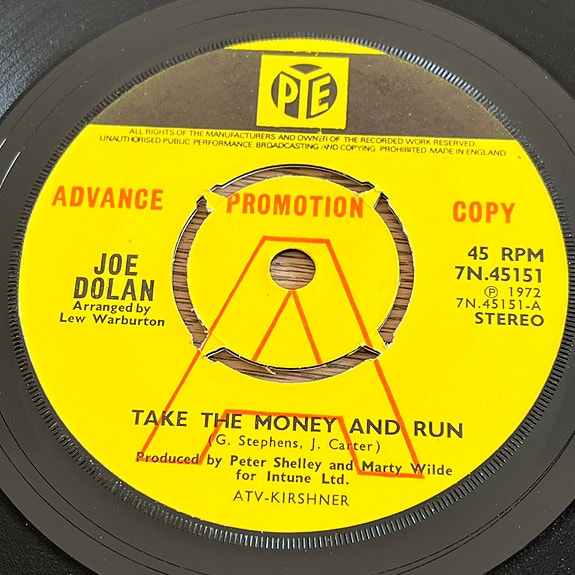 PYE
ALL RIGHTS OF THE MANUFACTURERS AND OWNER OF THE RECORDED WORK RESERVED.
UNAUTHORISED PUBLIC PERFORMANCE BROADCASTING AND COPYING PROHIBITED MADE IN ENGLAND
ADVANCE PROMOTION COPY
A
JOE
DOLAN
Arranged by
Lew Warburton
45 RPM
7N.45151
Ⓟ 1972
7N.45151-A
STEREO
TAKE THE MONEY AND RUN
(G. Stephens, J. Carter)
Produced by Peter Shelley and Marty Wilde
for Intune Ltd.
ATV-KIRSHNER